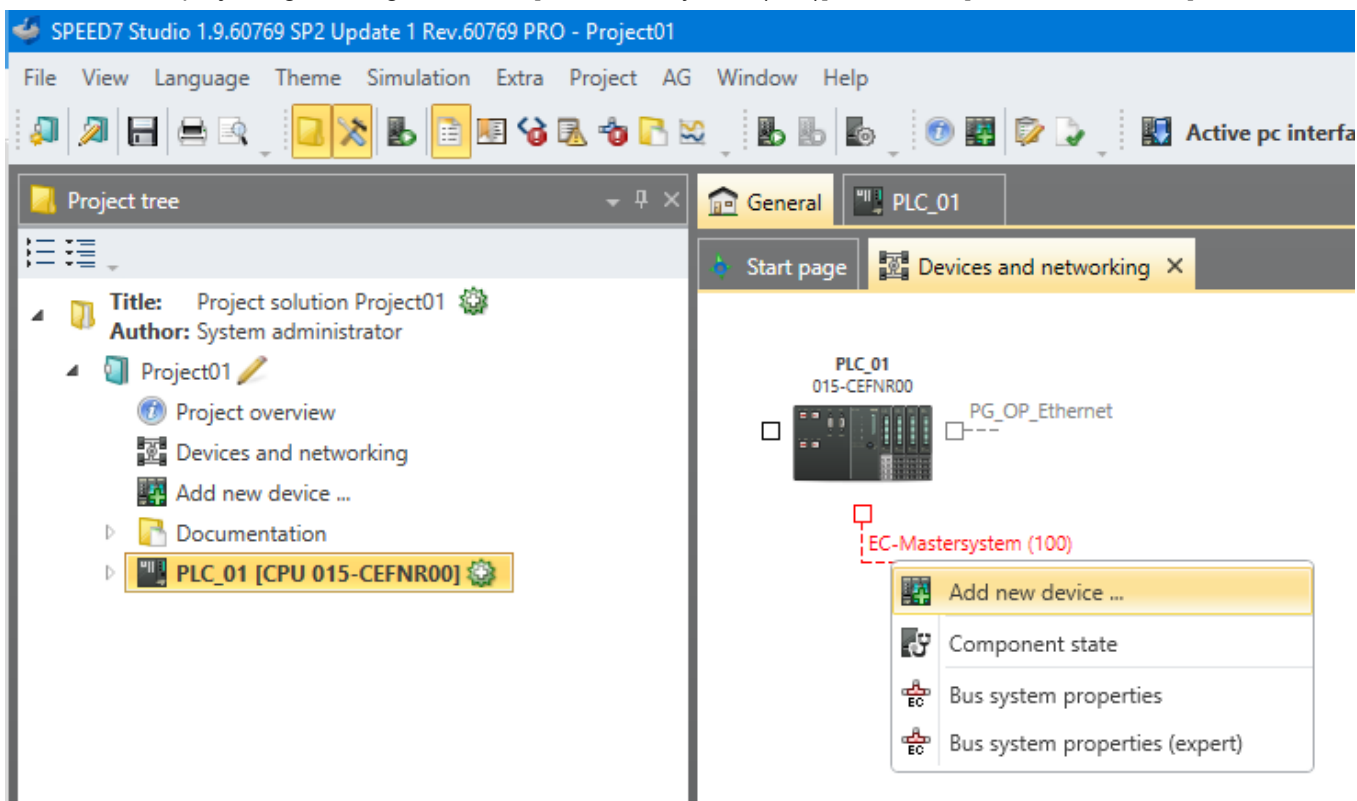 SPEED7 Studio 1.9.60769 SP2 Update 1 Rev.60769 PRO - Project01
File View Language Theme Simulation Extra Project AG Window Help
Active pc interfa
Project tree
General
PLC_01
Start page
Devices and networking
Title: Project solution Project01
Author: System administrator
Project01
Project overview
Devices and networking
Add new device ...
Documentation
PLC_01 [CPU 015-CEFNR00]
PLC_01
015-CEFNR00
PG_OP_Ethernet
EC-Mastersystem (100)
Add new device ...
Component state
EC
Bus system properties
EC
Bus system properties (expert)